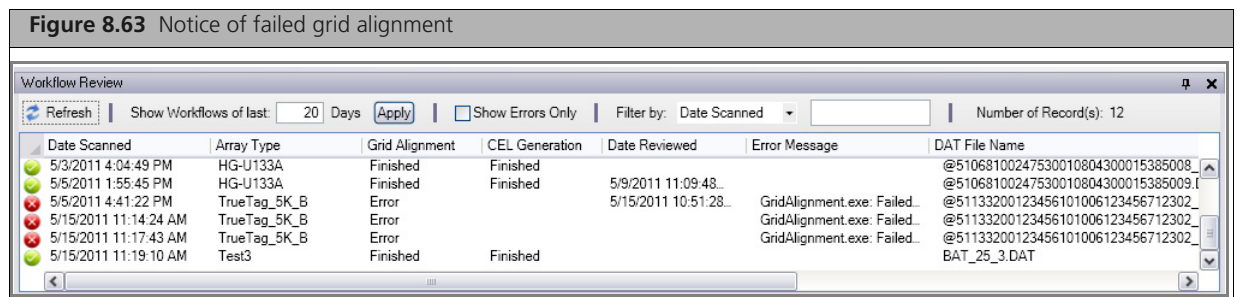 Figure 8.63 Notice of failed grid alignment
Workflow Review
Refresh Show Workflows of last: 20 Days Apply Show Errors Only Filter by: Date Scanned Number of Record(s): 12
Date Scanned Array Type Grid Alignment CEL Generation Date Reviewed Error Message DAT File Name
5/3/2011 4:04:49 PM HG-U133A Finished Finished @51068100247530010804300015385008_
5/5/2011 1:55:45 PM HG-U133A Finished Finished 5/9/2011 11:09:48... @51068100247530010804300015385009.[
5/5/2011 4:41:22 PM TrueTag_5K_B Error 5/15/2011 10:51:28... GridAlignment.exe: Failed... @51133200123456101006123456712302_
5/15/2011 11:14:24 AM TrueTag_5K_B Error GridAlignment.exe: Failed... @51133200123456101006123456712302_
5/15/2011 11:17:43 AM TrueTag_5K_B Error GridAlignment.exe: Failed... @51133200123456101006123456712302_
5/15/2011 11:19:10 AM Test3 Finished Finished BAT_25_3.DAT